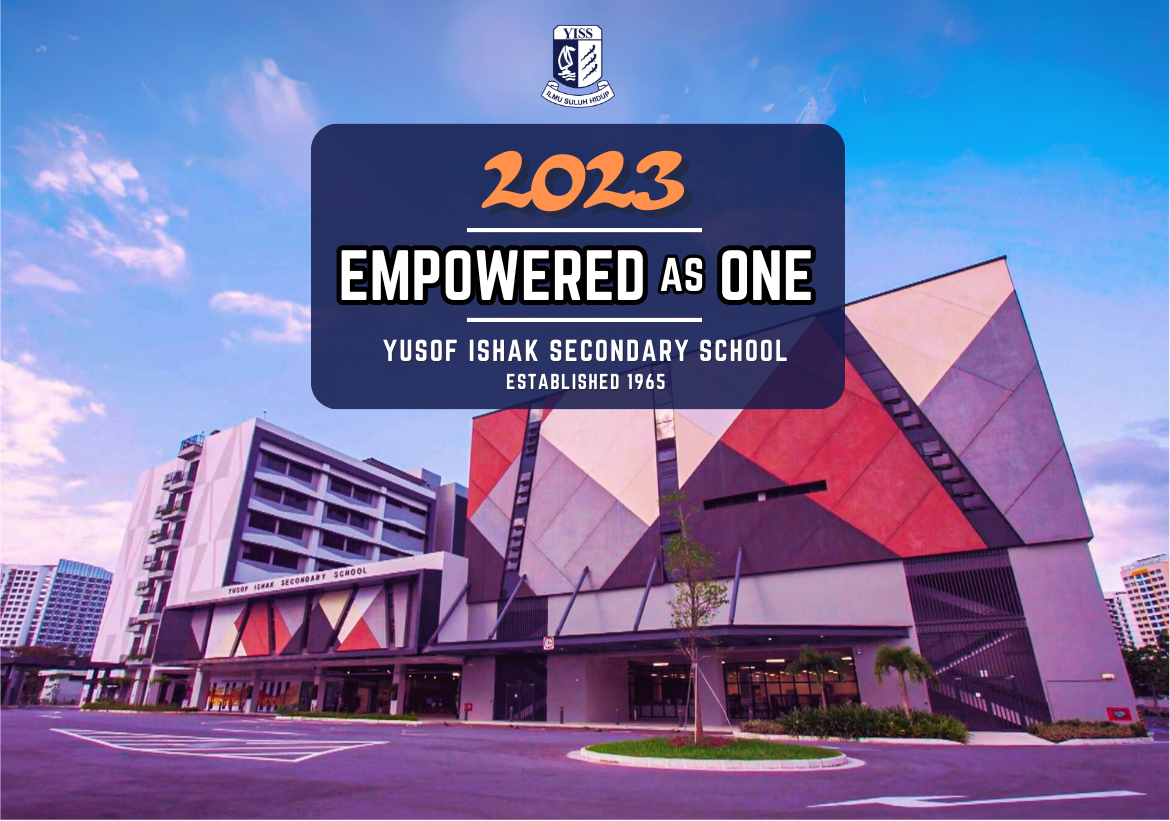 YISS
ILMU SULUH HIDUP
2023
EMPOWERED AS ONE
YUSOF ISHAK SECONDARY SCHOOL
ESTABLISHED 1965
YUSOF ISHAK SECONDARY SCHOOL